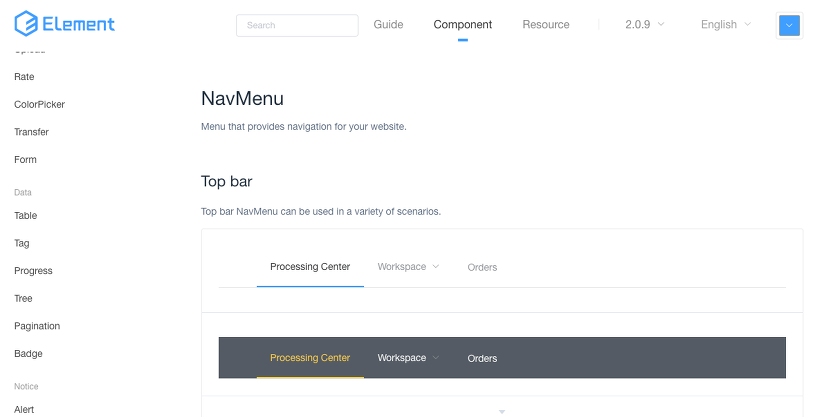 Element
Search
Guide
Component
Resource
2.0.9
English
Upload
Rate
ColorPicker
Transfer
Form
Data
Table
Tag
Progress
Tree
Pagination
Badge
Notice
Alert
NavMenu
Menu that provides navigation for your website.
Top bar
Top bar NavMenu can be used in a variety of scenarios.
Processing Center
Workspace
Orders
Processing Center
Workspace
Orders